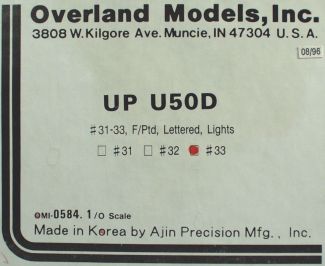 Overland Models, Inc.
3808 W. Kilgore Ave. Muncie, IN 47304 U.S.A.
08/96
UP U50D
#31-33, F/Ptd, Lettered, Lights
#31 #32 #33
OMI-0584.1/O Scale
Made in Korea by Ajin Precision Mfg., Inc.